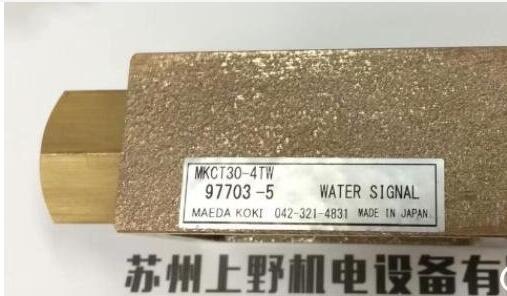 MKCT30-4TW
97703-5 WATER SIGNAL
MAEDA KOKI 042-321-4831 MADE IN JAPAN
苏州上野机电设备有